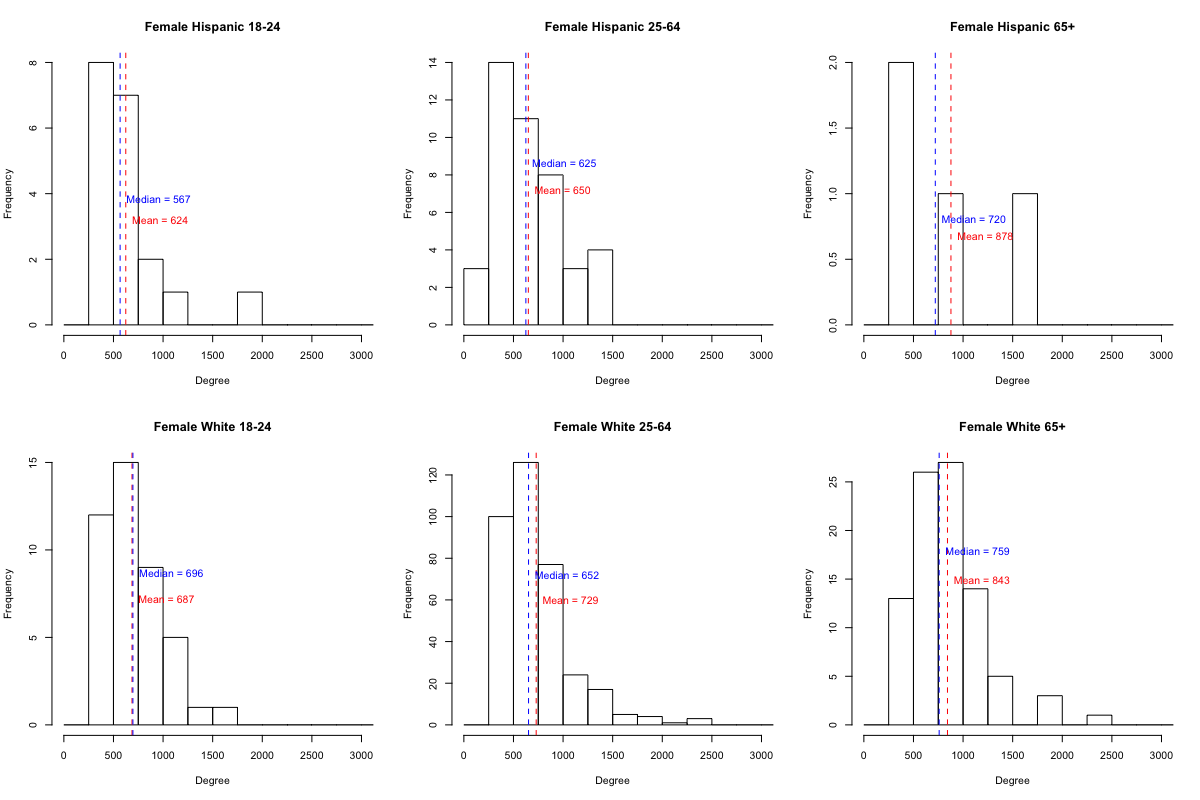 Female Hispanic 18-24
Frequency
0 2 4 6 8
Median = 567
Mean = 624
0 500 1000 1500 2000 2500 3000
Degree
Female Hispanic 25-64
Frequency
0 2 4 6 8 10 12 14
Median = 625
Mean = 650
0 500 1000 1500 2000 2500 3000
Degree
Female Hispanic 65+
Frequency
0.0 0.5 1.0 1.5 2.0
Median = 720
Mean = 878
0 500 1000 1500 2000 2500 3000
Degree
Female White 18-24
Frequency
0 5 10 15
Median = 696
Mean = 687
0 500 1000 1500 2000 2500 3000
Degree
Female White 25-64
Frequency
0 20 40 60 80 100 120
Median = 652
Mean = 729
0 500 1000 1500 2000 2500 3000
Degree
Female White 65+
Frequency
0 5 10 15 20 25
Median = 759
Mean = 843
0 500 1000 1500 2000 2500 3000
Degree